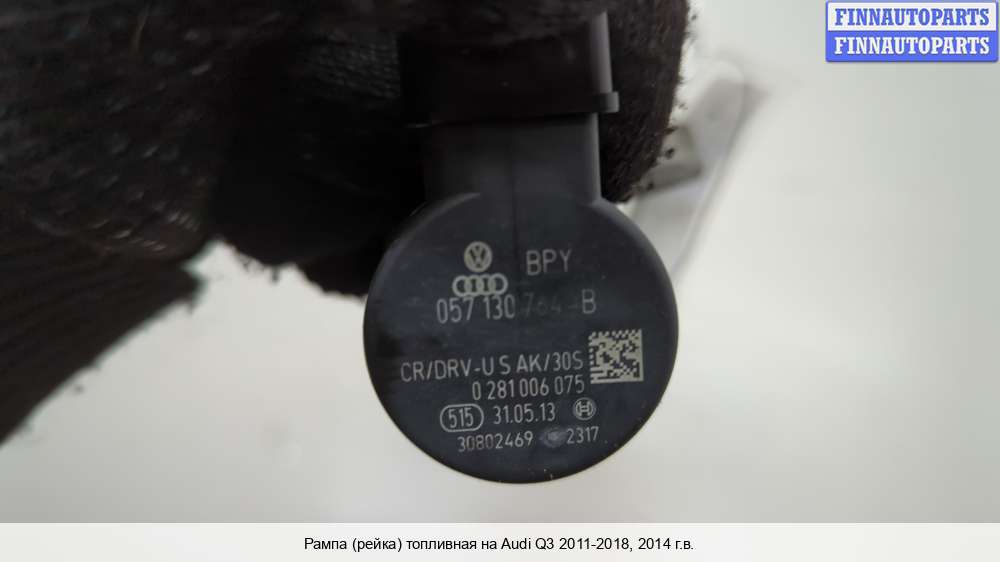 FINNAUTOPARTS
FINNAUTOPARTS
BPY
057 130 764 B
CR/DRV-U S AK/30S
0 281 006 075
515 31.05.13
30802469 2317
Рампа (рейка) топливная на Audi Q3 2011-2018, 2014 г.в.